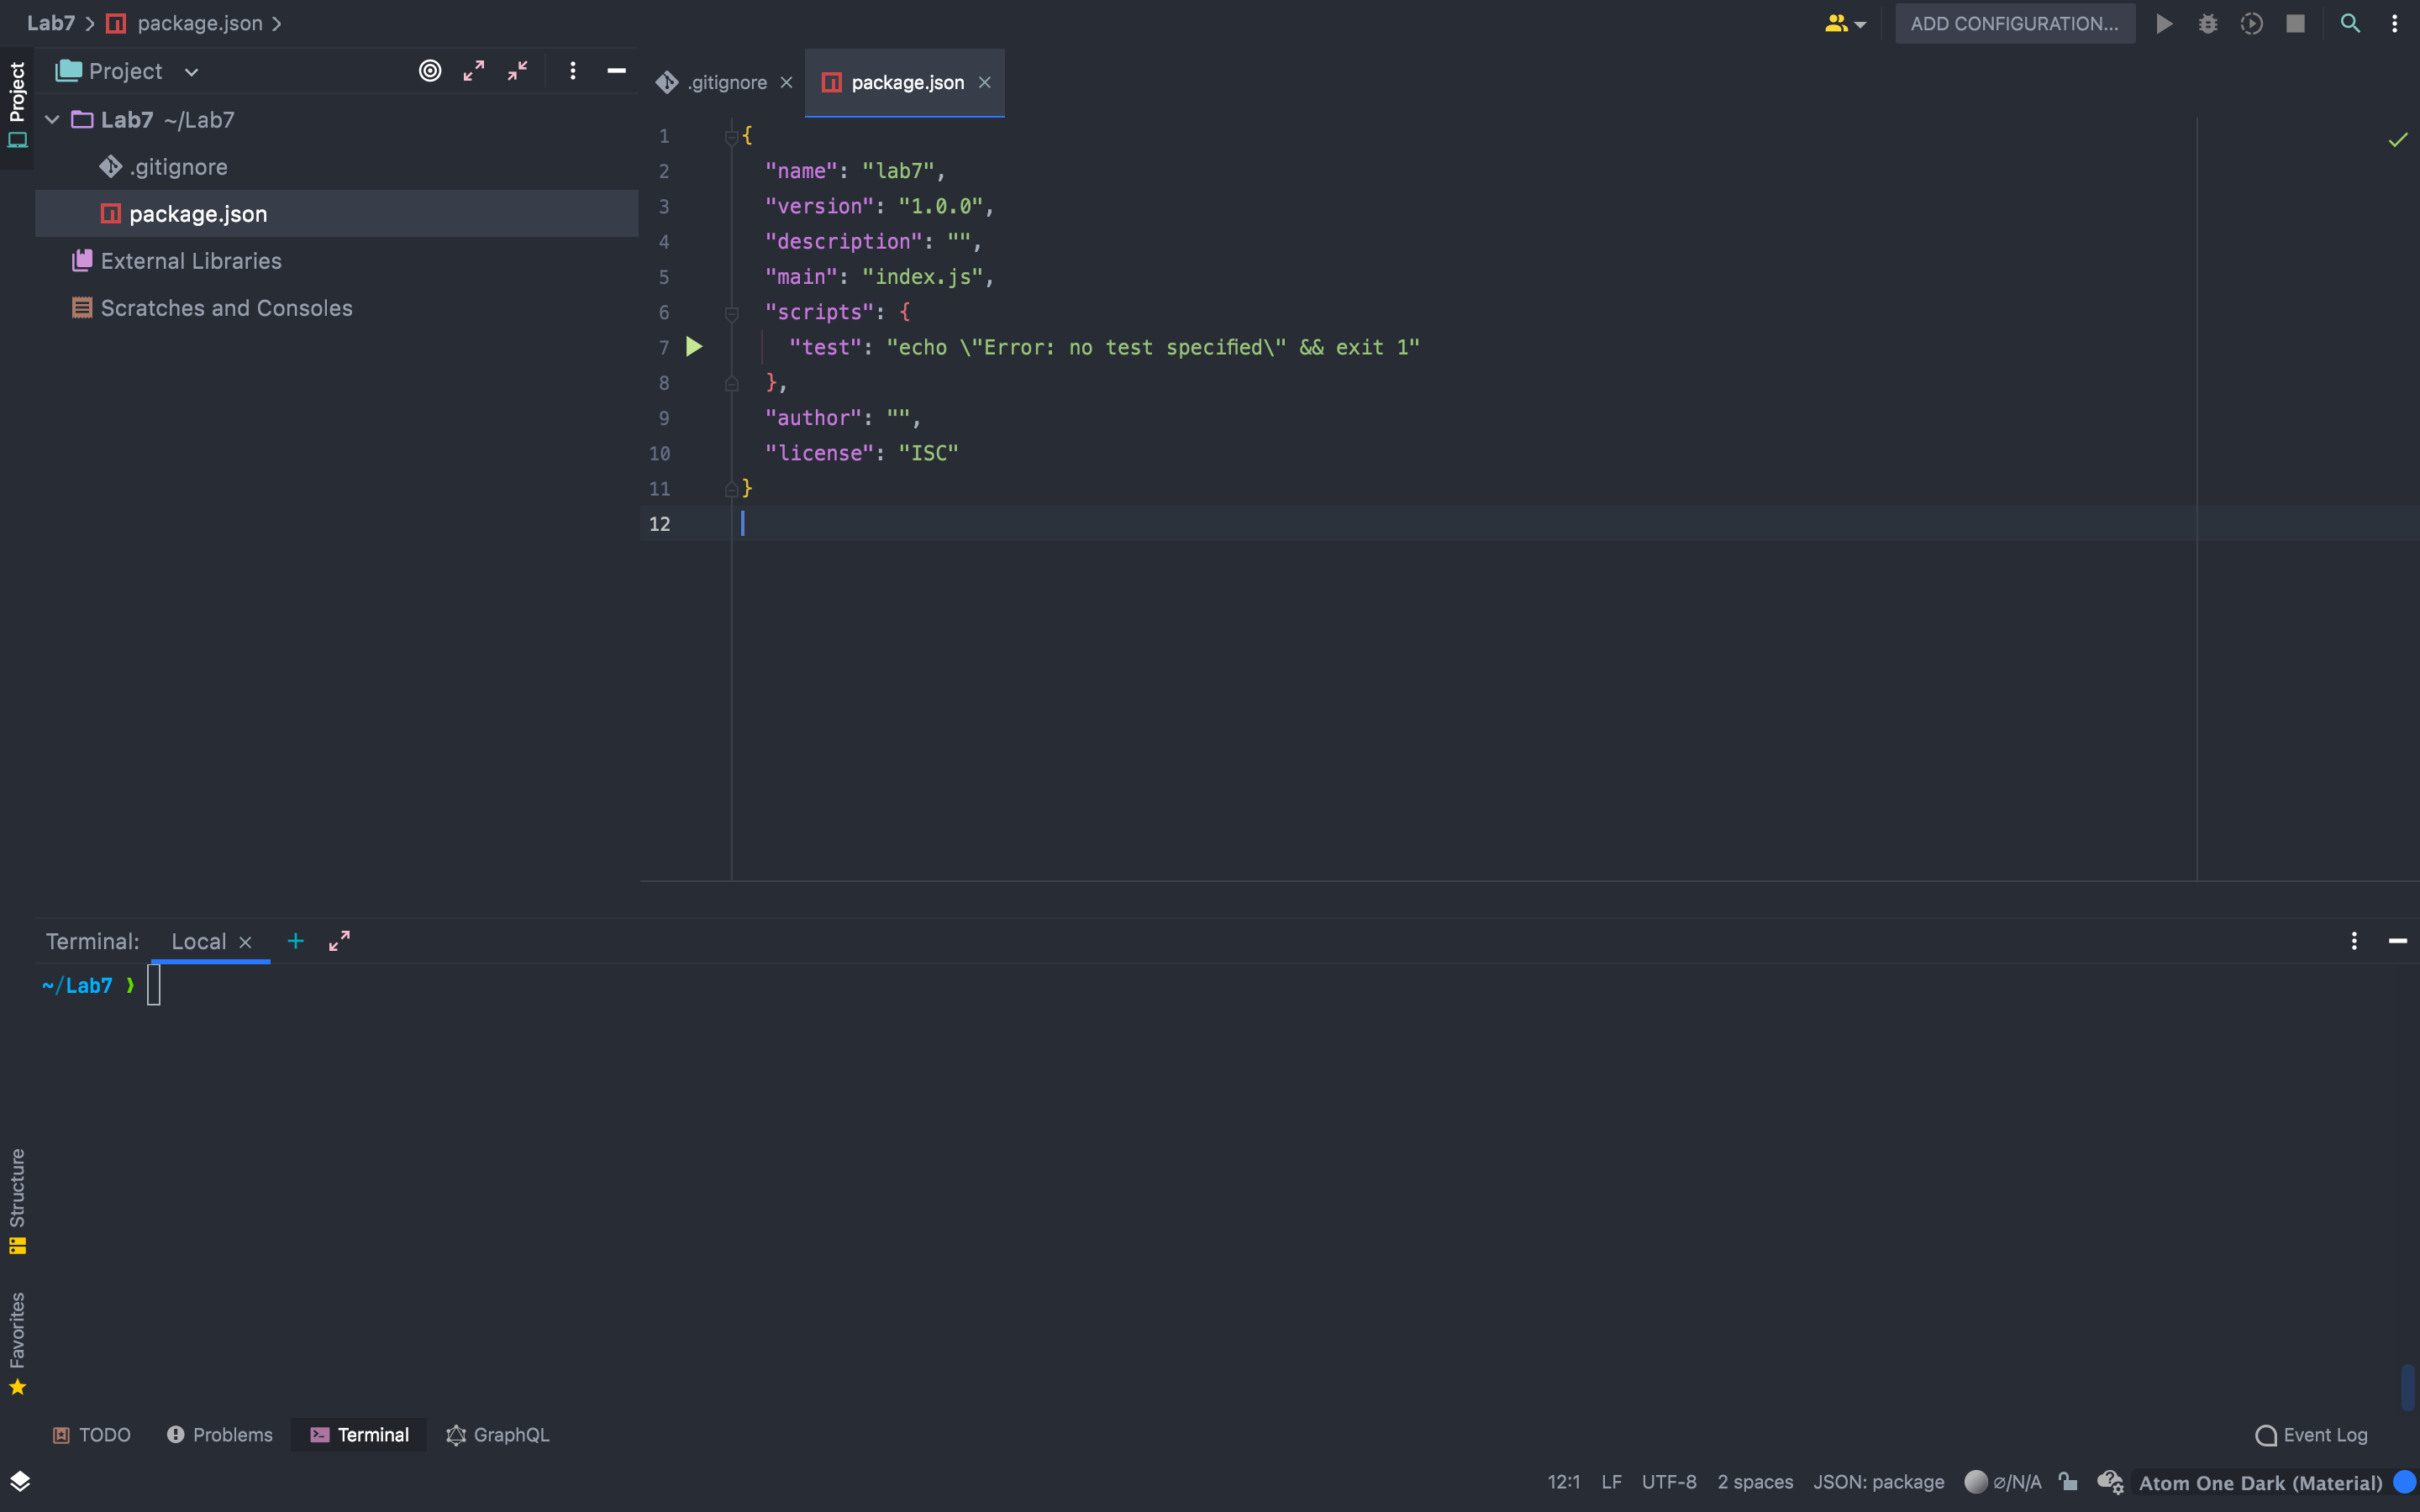 Lab7 package.json
ADD CONFIGURATION...
Project
Project
Lab7 ~/Lab7
.gitignore
package.json
External Libraries
Scratches and Consoles
.gitignore
package.json
1 {
2 "name": "lab7",
3 "version": "1.0.0",
4 "description": "",
5 "main": "index.js",
6 "scripts": {
7 "test": "echo \"Error: no test specified\" && exit 1"
8 },
9 "author": "",
10 "license": "ISC"
11 }
12
Terminal: Local
~/Lab7 ❯
Structure
Favorites
TODO Problems Terminal GraphQL
Event Log
12:1 LF UTF-8 2 spaces JSON: package ∅/N/A Atom One Dark (Material)